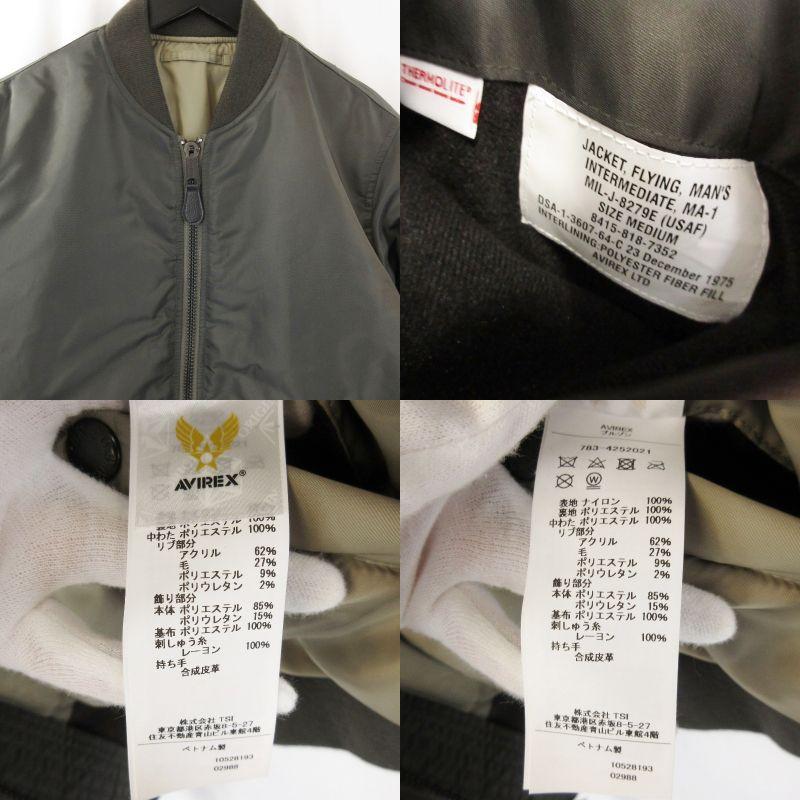 THERMOLITE®
JACKET, FLYING, MAN'S
INTERMEDIATE, MA-1
MIL-J-8279E (USAF)
SIZE MEDIUM
8415-818-7352
DSA-1-3607-64-C 23 December 1975
INTERLINING:POLYESTER FIBER FILL
AVIREX LTD
AVIREX®
表地 ポリエステル 100%
中わた ポリエステル 100%
リブ部分
アクリル 62%
毛 27%
ポリエステル 9%
ポリウレタン 2%
飾り部分
本体 ポリエステル 85%
ポリウレタン 15%
基布 ポリエステル 100%
刺しゅう糸
レーヨン 100%
持ち手
合成皮革
株式会社 TSI
東京都港区赤坂8-5-27
住友不動産青山ビル東館4階
ベトナム製
10528193
02988
AVIREX
ブルゾン
783-4252021
W
表地 ナイロン 100%
裏地 ポリエステル 100%
中わた ポリエステル 100%
リブ部分
アクリル 62%
毛 27%
ポリエステル 9%
ポリウレタン 2%
飾り部分
本体 ポリエステル 85%
ポリウレタン 15%
基布 ポリエステル 100%
刺しゅう糸
レーヨン 100%
持ち手
合成皮革
株式会社 TSI
東京都港区赤坂8-5-27
住友不動産青山ビル東館4階
ベトナム製
10528193
02988